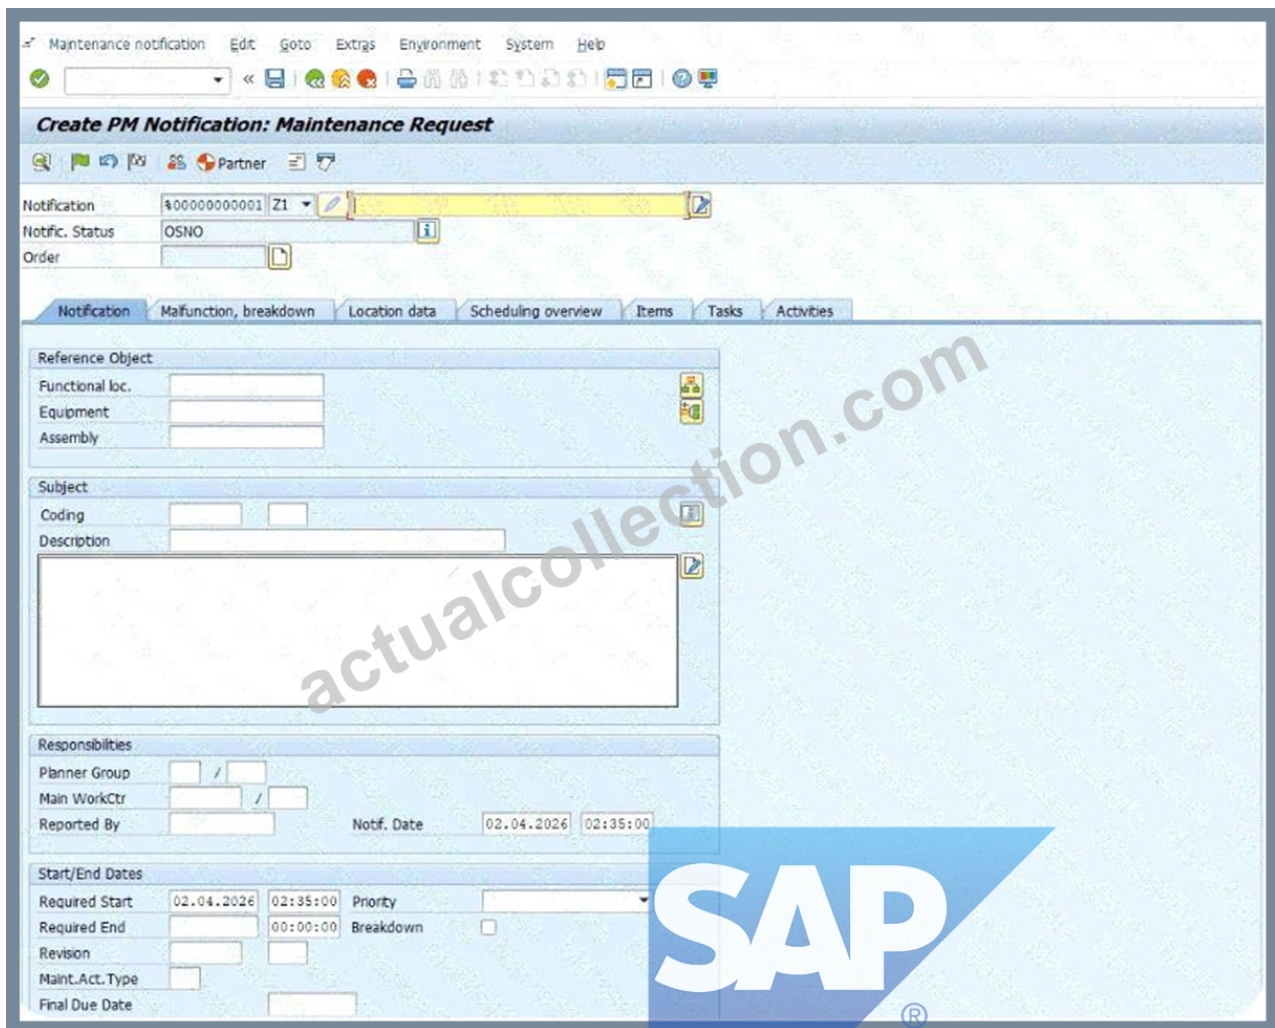 Maintenance notification Edit Goto Extras Environment System Help
Create PM Notification: Maintenance Request
Partner
Notification %00000000001 Z1
Notific. Status OSNO
Order
Notification Malfunction, breakdown Location data Scheduling overview Items Tasks Activities
Reference Object
Functional loc.
Equipment
Assembly
Subject
Coding
Description
actualcollection.com
Responsibilities
Planner Group /
Main WorkCtr /
Reported By Notif. Date 02.04.2026 02:35:00
Start/End Dates
Required Start 02.04.2026 02:35:00 Priority
Required End 00:00:00 Breakdown
Revision
Maint.Act.Type
Final Due Date
SAP ®